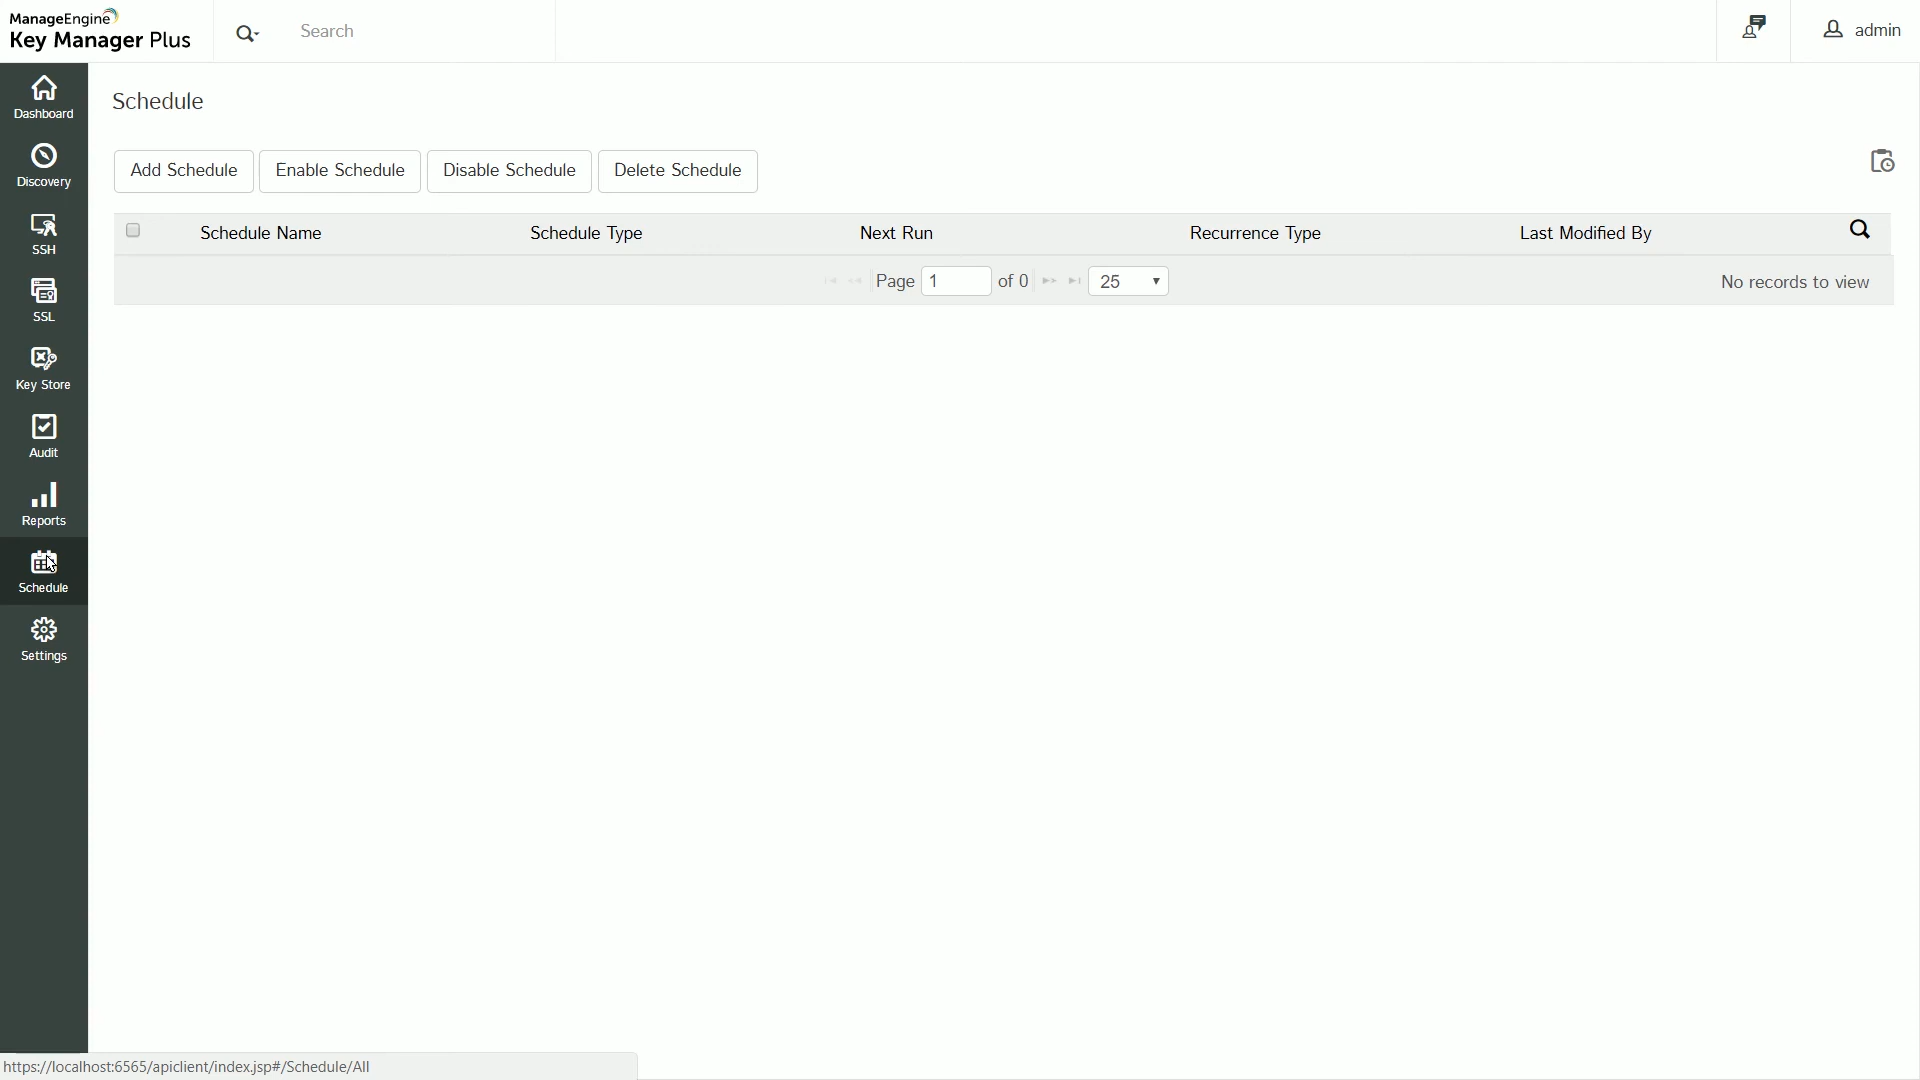 ManageEngine
Key Manager Plus
Search
admin
Dashboard
Discovery
SSH
SSL
Key Store
Audit
Reports
Schedule
Settings
Schedule
Add Schedule Enable Schedule Disable Schedule Delete Schedule
Schedule Name Schedule Type Next Run Recurrence Type Last Modified By
Page 1 of 0 25 No records to view
https://localhost:6565/apiclient/index.jsp#/Schedule/All